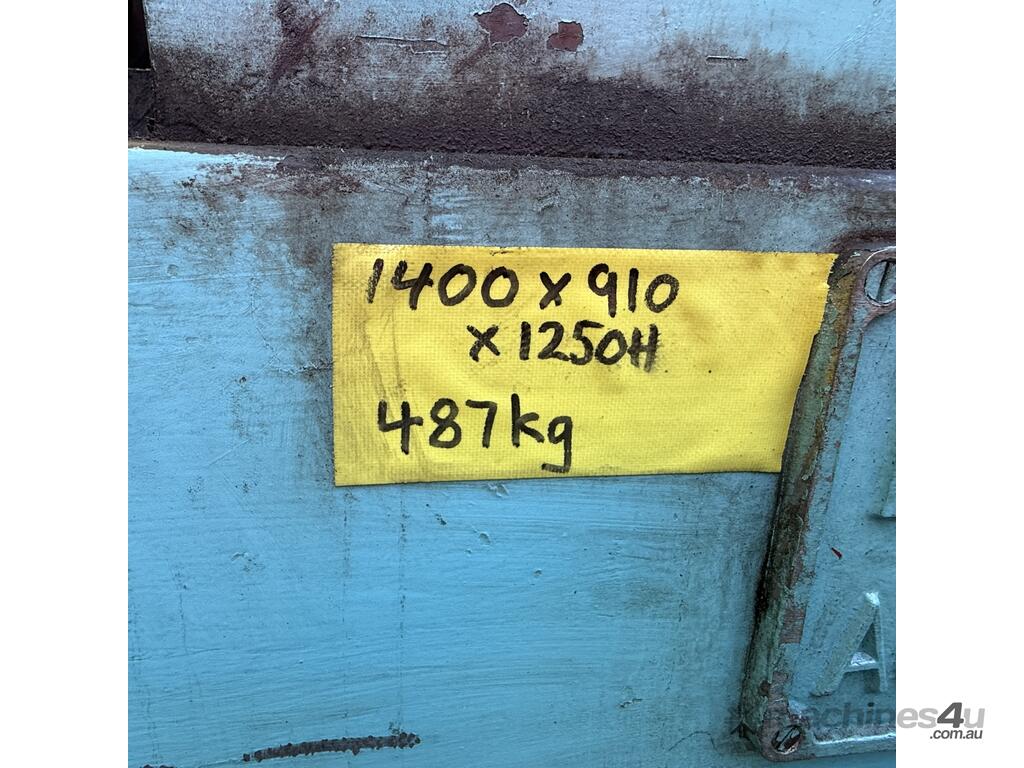 1400 x 910
x 1250H
487kg
A
machines4u
.com.au